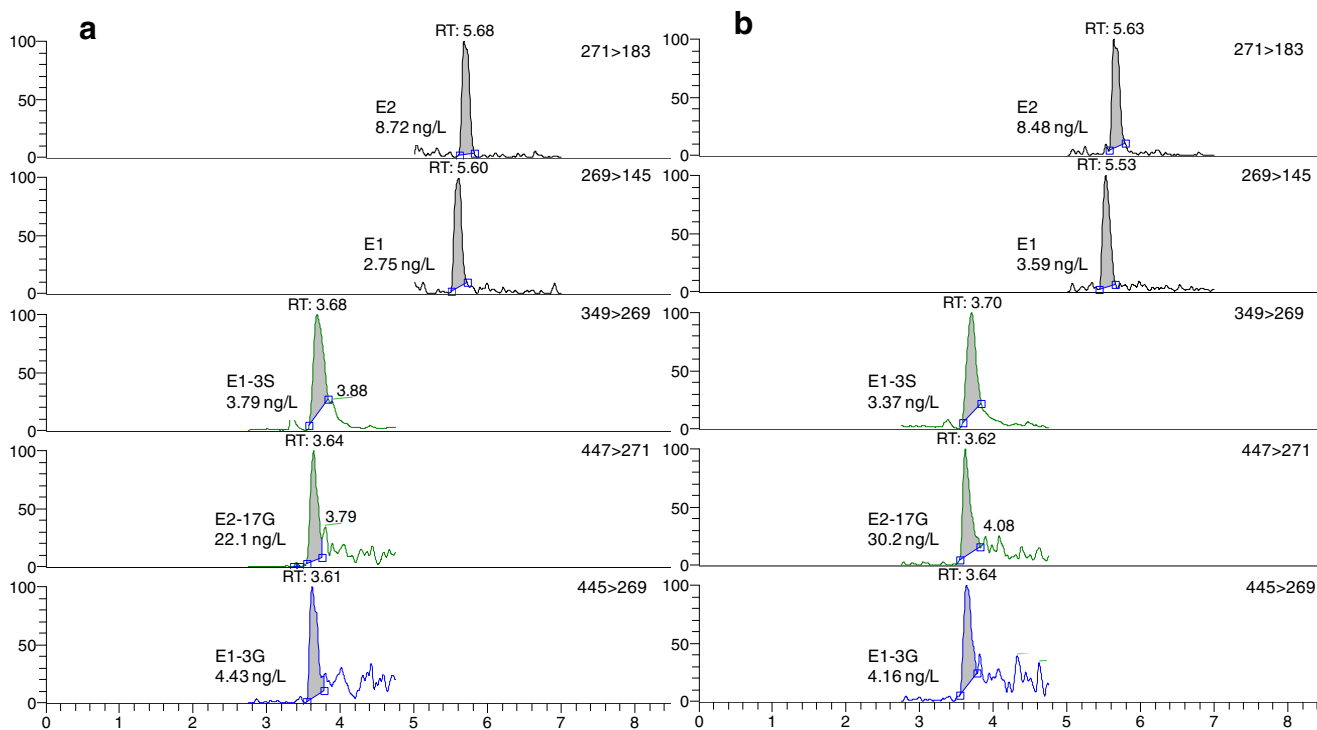 a
RT: 5.68
271>183
100
50
0
E2
8.72 ng/L
RT: 5.60
269>145
100
50
0
E1
2.75 ng/L
RT: 3.68
349>269
100
50
0
E1-3S
3.79 ng/L
3.88
RT: 3.64
447>271
100
50
0
E2-17G
22.1 ng/L
3.79
RT: 3.61
445>269
100
50
0
E1-3G
4.43 ng/L
0 1 2 3 4 5 6 7 8
b
RT: 5.63
271>183
100
50
0
E2
8.48 ng/L
RT: 5.53
269>145
100
50
0
E1
3.59 ng/L
RT: 3.70
349>269
100
50
0
E1-3S
3.37 ng/L
RT: 3.62
447>271
100
50
0
E2-17G
30.2 ng/L
4.08
RT: 3.64
445>269
100
50
0
E1-3G
4.16 ng/L
0 1 2 3 4 5 6 7 8